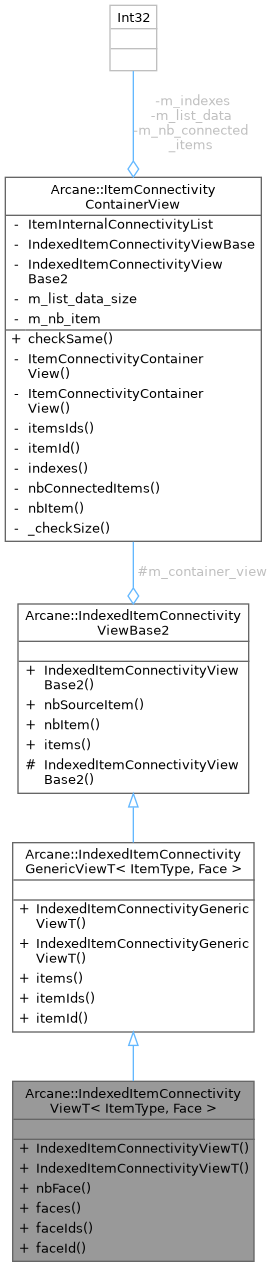 Int32
-m_indexes
-m_list_data
-m_nb_connected
_items
Arcane::ItemConnectivity
ContainerView
- ItemInternalConnectivityList
- IndexedItemConnectivityViewBase
- IndexedItemConnectivityView
Base2
- m_list_data_size
- m_nb_item
+ checkSame()
- ItemConnectivityContainer
View()
- ItemConnectivityContainer
View()
- itemsIds()
- itemId()
- indexes()
- nbConnectedItems()
- nbItem()
- _checkSize()
#m_container_view
Arcane::IndexedItemConnectivity
ViewBase2
+ IndexedItemConnectivityView
Base2()
+ nbSourceItem()
+ nbItem()
+ items()
# IndexedItemConnectivityView
Base2()
Arcane::IndexedItemConnectivity
GenericViewT< ItemType, Face >
+ IndexedItemConnectivityGeneric
ViewT()
+ IndexedItemConnectivityGeneric
ViewT()
+ items()
+ itemIds()
+ itemId()
Arcane::IndexedItemConnectivity
ViewT< ItemType, Face >
+ IndexedItemConnectivityViewT()
+ IndexedItemConnectivityViewT()
+ nbFace()
+ faces()
+ faceIds()
+ faceId()